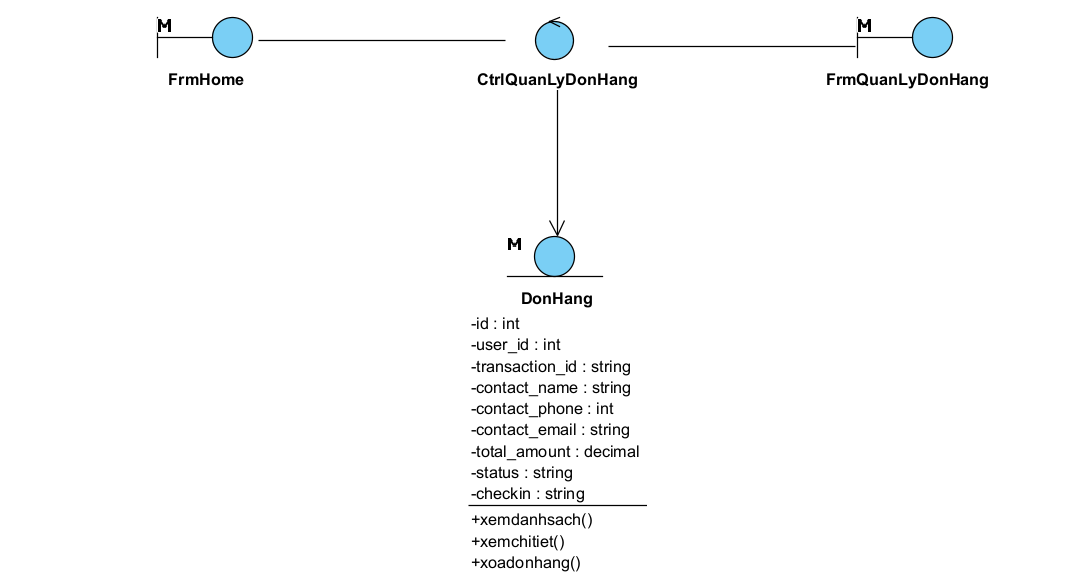 M
M
FrmHome
CtrlQuanLyDonHang
FrmQuanLyDonHang
M
DonHang
-id : int
-user_id : int
-transaction_id : string
-contact_name : string
-contact_phone : int
-contact_email : string
-total_amount : decimal
-status : string
-checkin : string
+xemdanhsach()
+xemchitiet()
+xoadonhang()